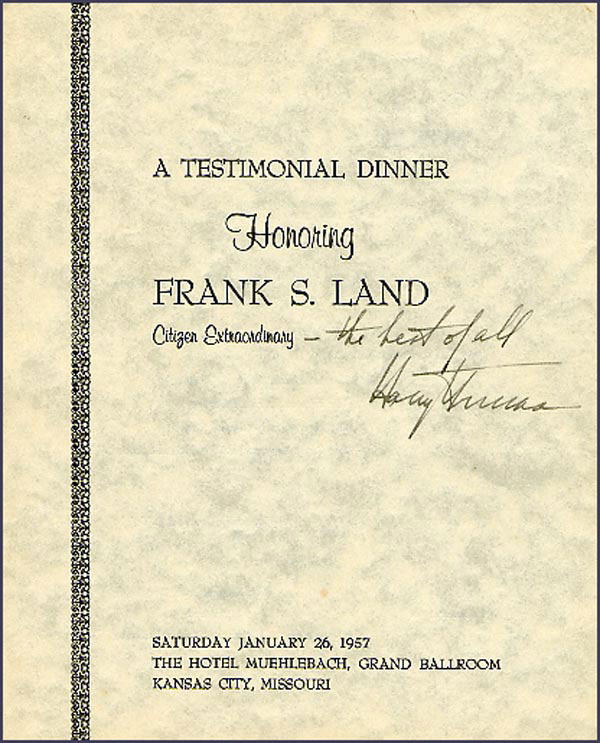 A TESTIMONIAL DINNER
Honoring
FRANK S. LAND
Citizen Extraordinary – the best of all
Harry Truman
SATURDAY JANUARY 26, 1957
THE HOTEL MUEHLEBACH, GRAND BALLROOM
KANSAS CITY, MISSOURI